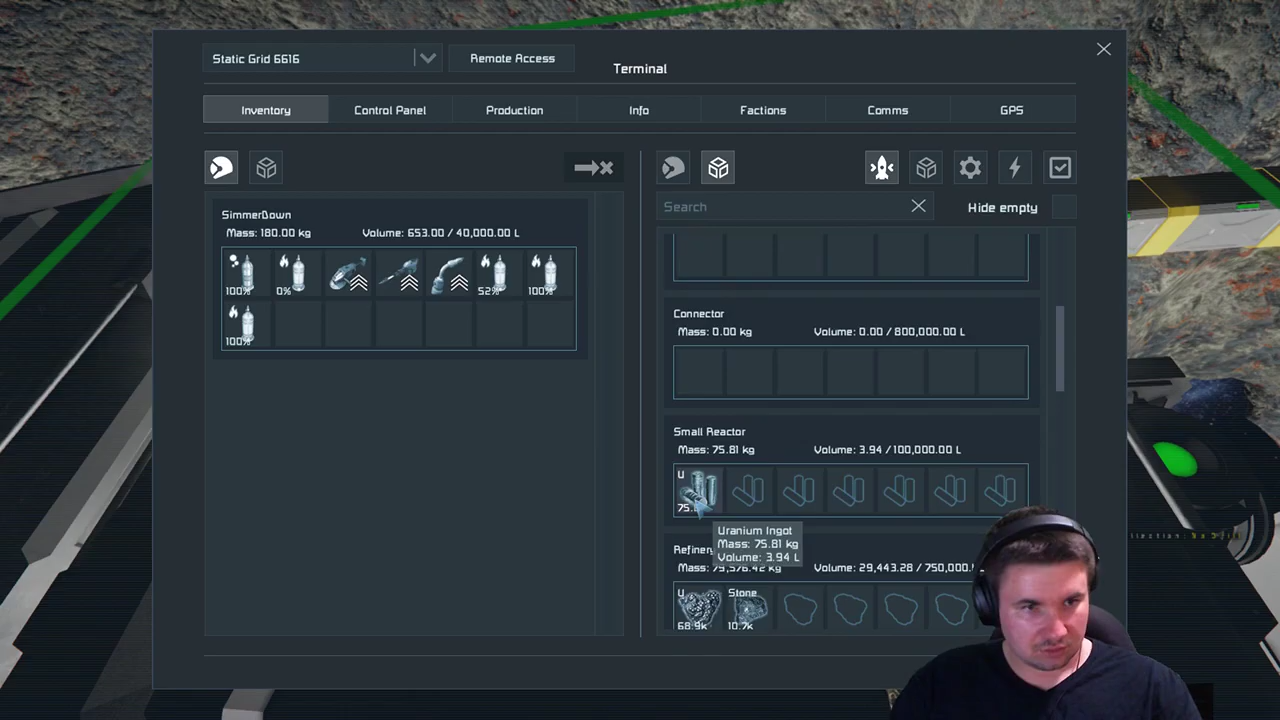 Static Grid 6616
Remote Access
Terminal
Inventory
Control Panel
Production
Info
Factions
Comms
GPS
SimmerDown
Mass: 180.00 kg
Volume: 653.00 / 40,000.00 L
100%
0%
52%
100%
100%
Search
Hide empty
Connector
Mass: 0.00 kg
Volume: 0.00 / 800,000.00 L
Small Reactor
Mass: 75.81 kg
Volume: 3.94 / 100,000.00 L
U
Uranium Ingot
Mass: 75.81 kg
Volume: 3.94 L
Refinery
Volume: 29,443.28 / 750,000.
U
68.9k
Stone
10.7k